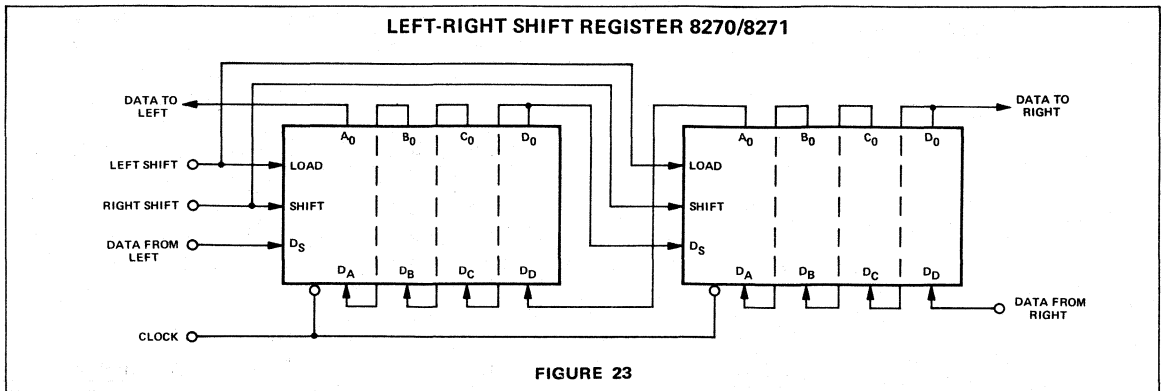 LEFT-RIGHT SHIFT REGISTER 8270/8271
DATA TO
LEFT
A0 B0 C0 D0
LEFT SHIFT
LOAD
RIGHT SHIFT
SHIFT
DATA FROM
LEFT
DS
DA DB DC DD
CLOCK
A0 B0 C0 D0
DATA TO
RIGHT
LOAD
SHIFT
DS
DA DB DC DD
DATA FROM
RIGHT
FIGURE 23